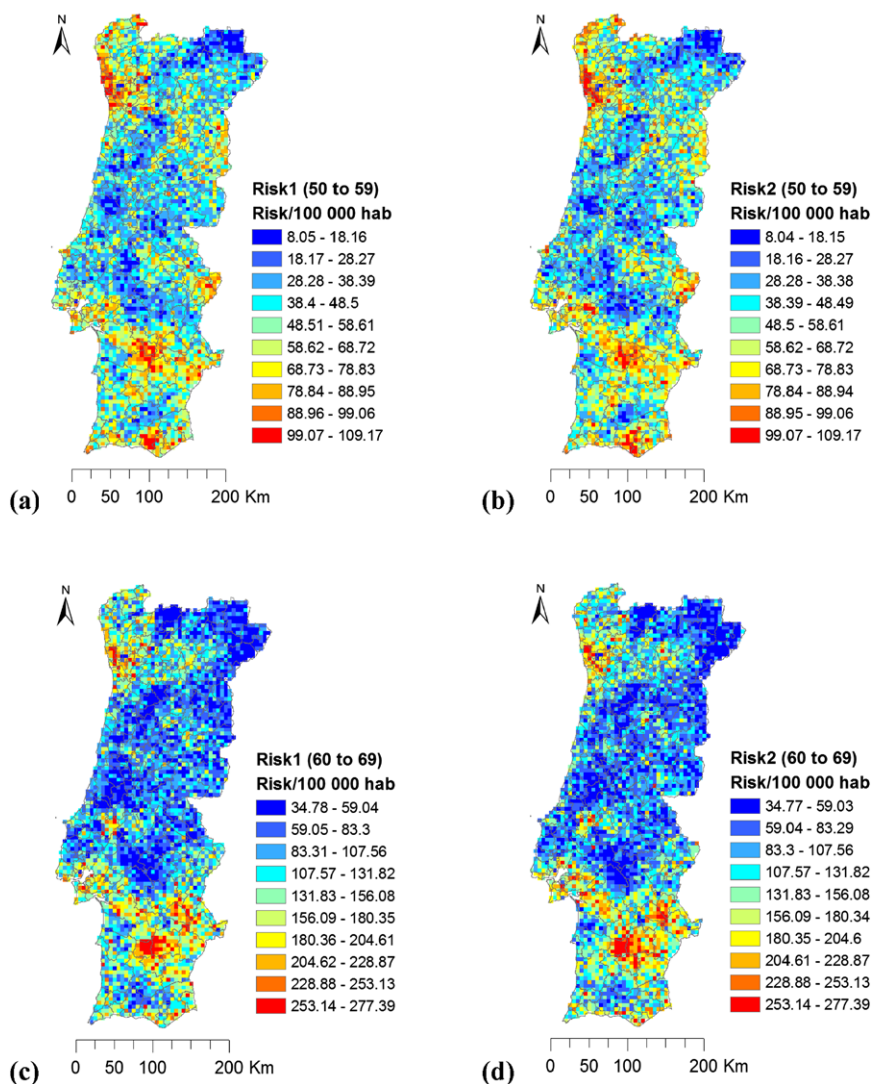 N
Risk1 (50 to 59)
Risk/100 000 hab
8.05 - 18.16
18.17 - 28.27
28.28 - 38.39
38.4 - 48.5
48.51 - 58.61
58.62 - 68.72
68.73 - 78.83
78.84 - 88.95
88.96 - 99.06
99.07 - 109.17
0 50 100 200 Km
(a)
N
Risk2 (50 to 59)
Risk/100 000 hab
8.04 - 18.15
18.16 - 28.27
28.28 - 38.38
38.39 - 48.49
48.5 - 58.61
58.62 - 68.72
68.73 - 78.83
78.84 - 88.94
88.95 - 99.06
99.07 - 109.17
0 50 100 200 Km
(b)
N
Risk1 (60 to 69)
Risk/100 000 hab
34.78 - 59.04
59.05 - 83.3
83.31 - 107.56
107.57 - 131.82
131.83 - 156.08
156.09 - 180.35
180.36 - 204.61
204.62 - 228.87
228.88 - 253.13
253.14 - 277.39
0 50 100 200 Km
(c)
N
Risk2 (60 to 69)
Risk/100 000 hab
34.77 - 59.03
59.04 - 83.29
83.3 - 107.56
107.57 - 131.82
131.83 - 156.08
156.09 - 180.34
180.35 - 204.6
204.61 - 228.87
228.88 - 253.13
253.14 - 277.39
0 50 100 200 Km
(d)